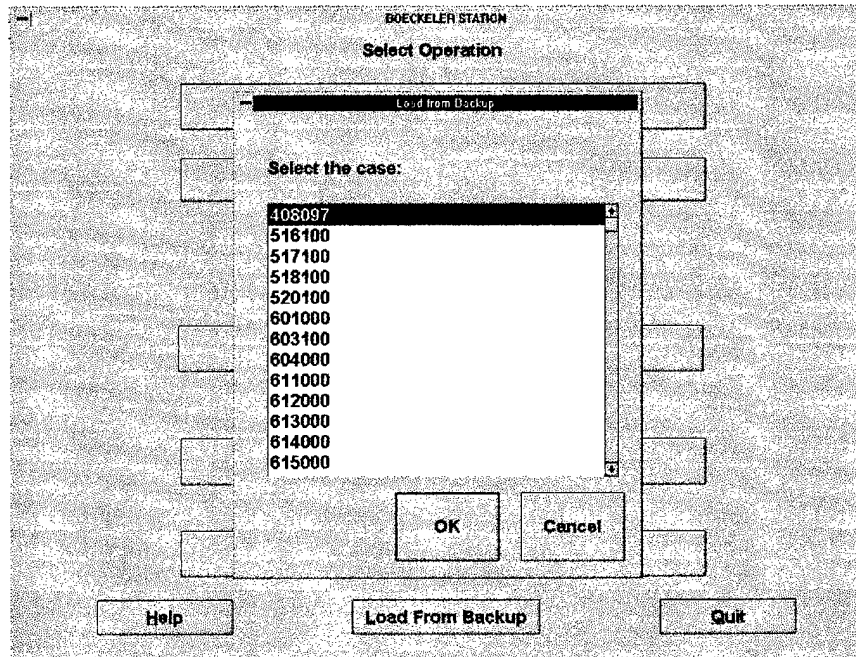 BOECKELER STATION
Select Operation
Load from Backup
Select the case:
408097
516100
517100
518100
520100
601000
603100
604000
611000
612000
613000
614000
615000
OK
Cancel
Help
Load From Backup
Quit